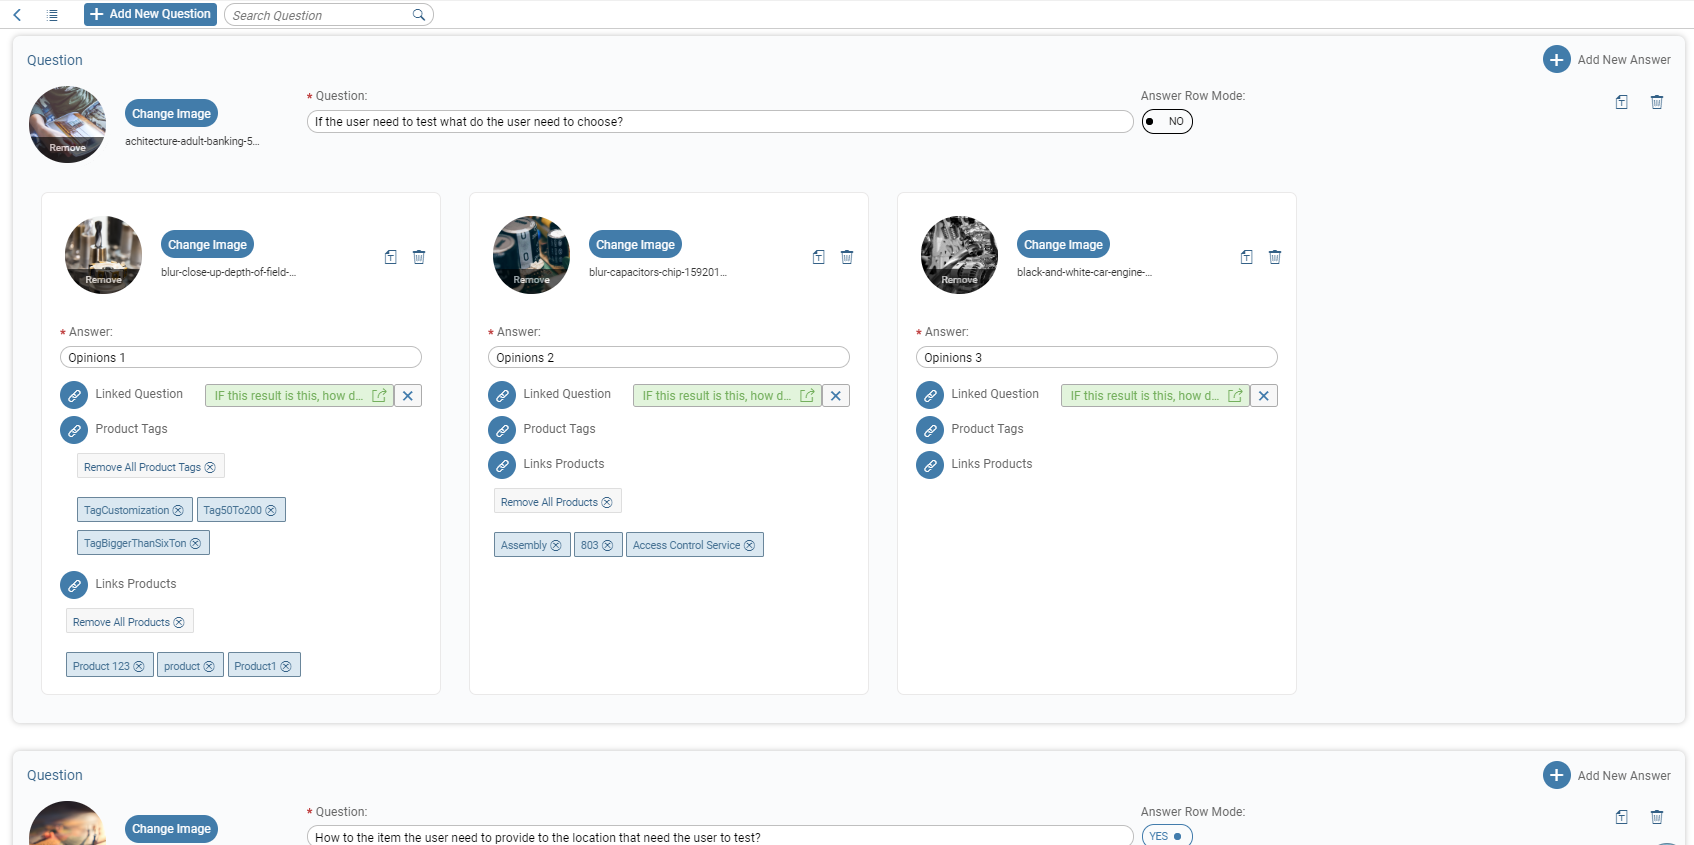 Add New Question
Search Question
Question
Add New Answer
Remove
Change Image
achitecture-adult-banking-5...
* Question:
If the user need to test what do the user need to choose?
Answer Row Mode:
NO
Remove
Change Image
blur-close-up-depth-of-field-...
* Answer:
Opinions 1
Linked Question
IF this result is this, how d...
Product Tags
Remove All Product Tags
TagCustomization
Tag50To200
TagBiggerThanSixTon
Links Products
Remove All Products
Product 123
product
Product1
Remove
Change Image
blur-capacitors-chip-159201...
* Answer:
Opinions 2
Linked Question
IF this result is this, how d...
Product Tags
Links Products
Remove All Products
Assembly
803
Access Control Service
Remove
Change Image
black-and-white-car-engine-...
* Answer:
Opinions 3
Linked Question
IF this result is this, how d...
Product Tags
Links Products
Question
Add New Answer
Change Image
* Question:
How to the item the user need to provide to the location that need the user to test?
Answer Row Mode:
YES